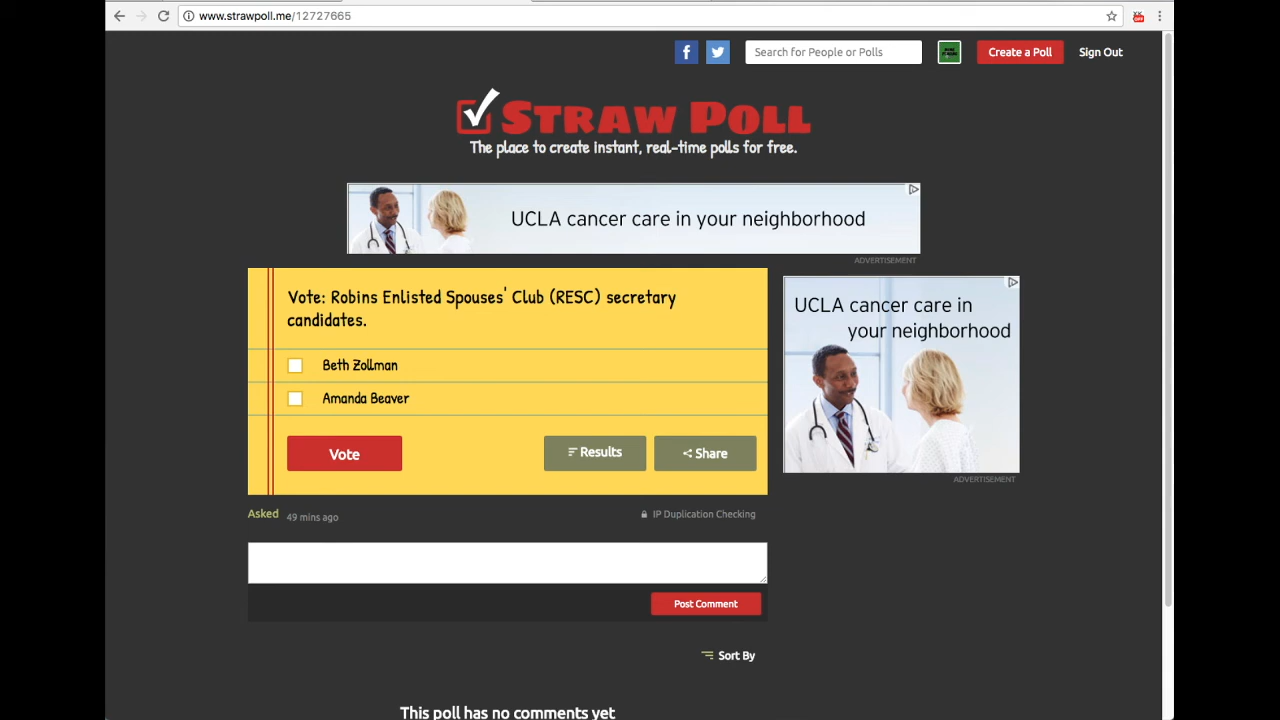 www.strawpoll.me/12727665
f
Search for People or Polls
Create a Poll
Sign Out
STRAW POLL
The place to create instant, real-time polls for free.
UCLA cancer care in your neighborhood
ADVERTISEMENT
Vote: Robins Enlisted Spouses' Club (RESC) secretary
candidates.
Beth Zollman
Amanda Beaver
Vote
Results
Share
UCLA cancer care in
your neighborhood
ADVERTISEMENT
Asked
49 mins ago
IP Duplication Checking
Post Comment
Sort By
This poll has no comments yet